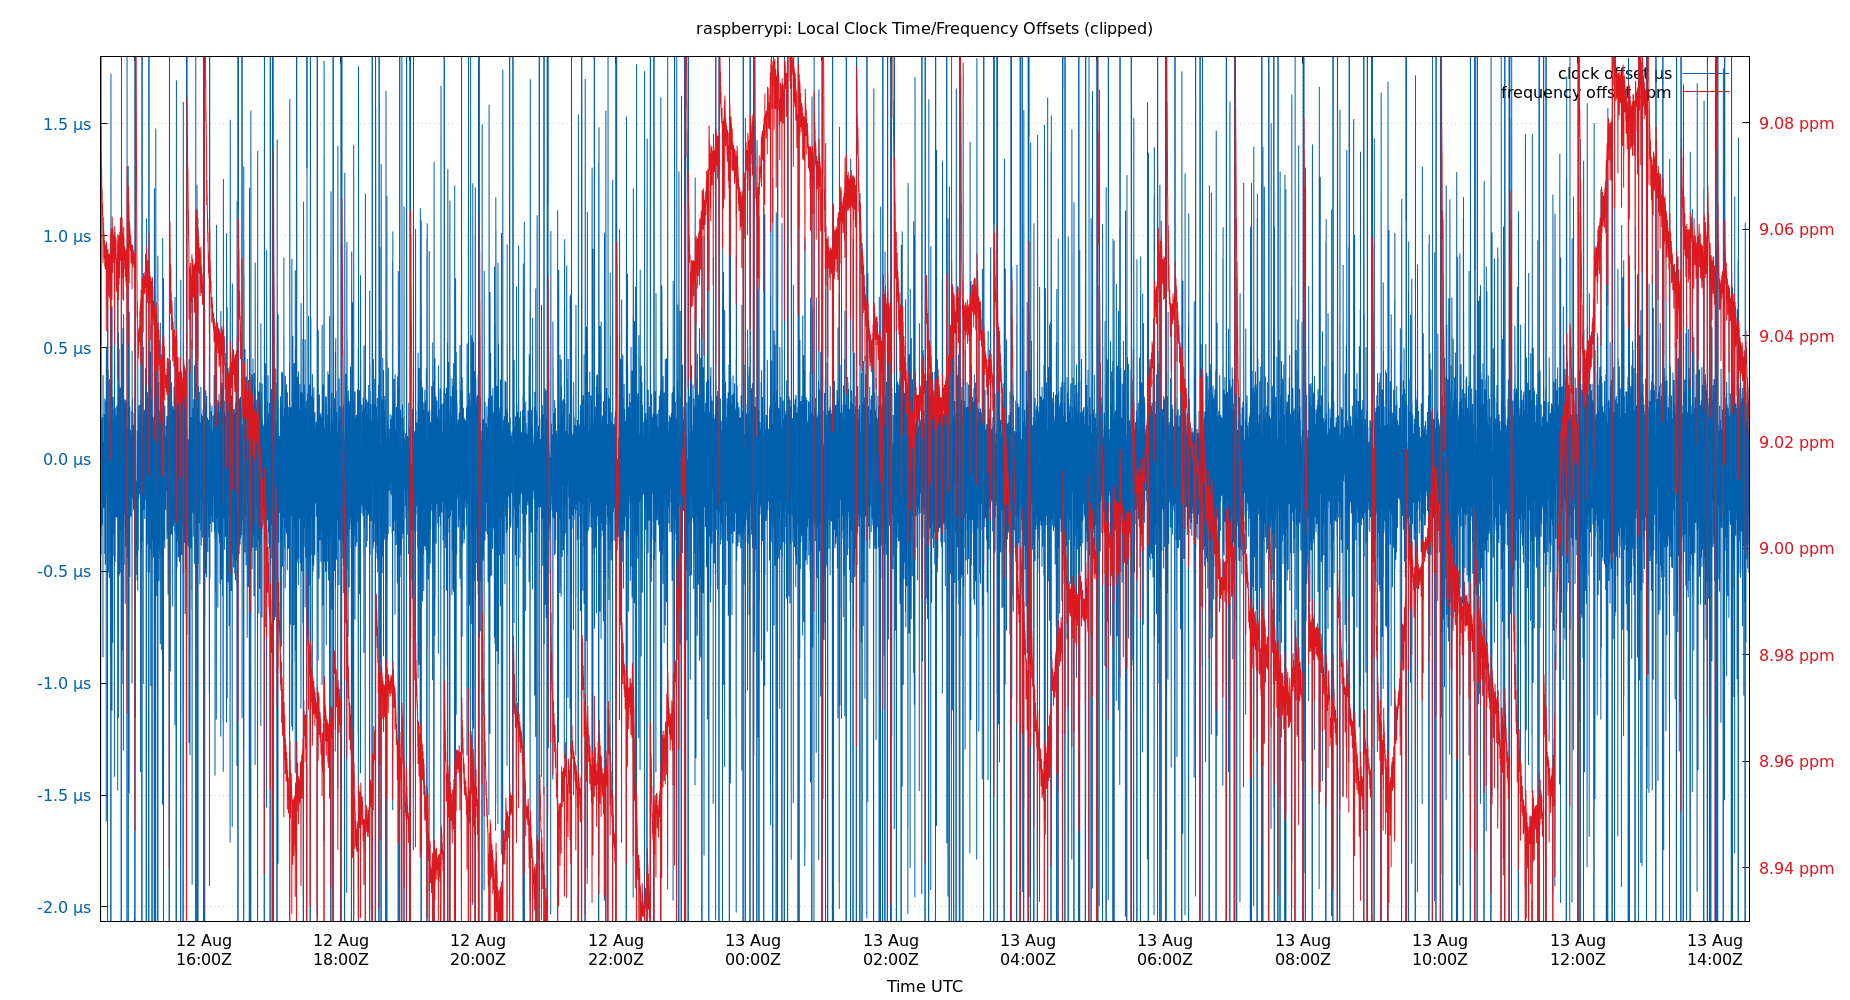 raspberrypi: Local Clock Time/Frequency Offsets (clipped)
clock offset µs
frequency offset ppm
1.5 µs
1.0 µs
0.5 µs
0.0 µs
-0.5 µs
-1.0 µs
-1.5 µs
-2.0 µs
9.08 ppm
9.06 ppm
9.04 ppm
9.02 ppm
9.00 ppm
8.98 ppm
8.96 ppm
8.94 ppm
12 Aug 12 Aug 12 Aug 12 Aug 13 Aug 13 Aug 13 Aug 13 Aug 13 Aug 13 Aug 13 Aug 13 Aug
16:00Z 18:00Z 20:00Z 22:00Z 00:00Z 02:00Z 04:00Z 06:00Z 08:00Z 10:00Z 12:00Z 14:00Z
Time UTC